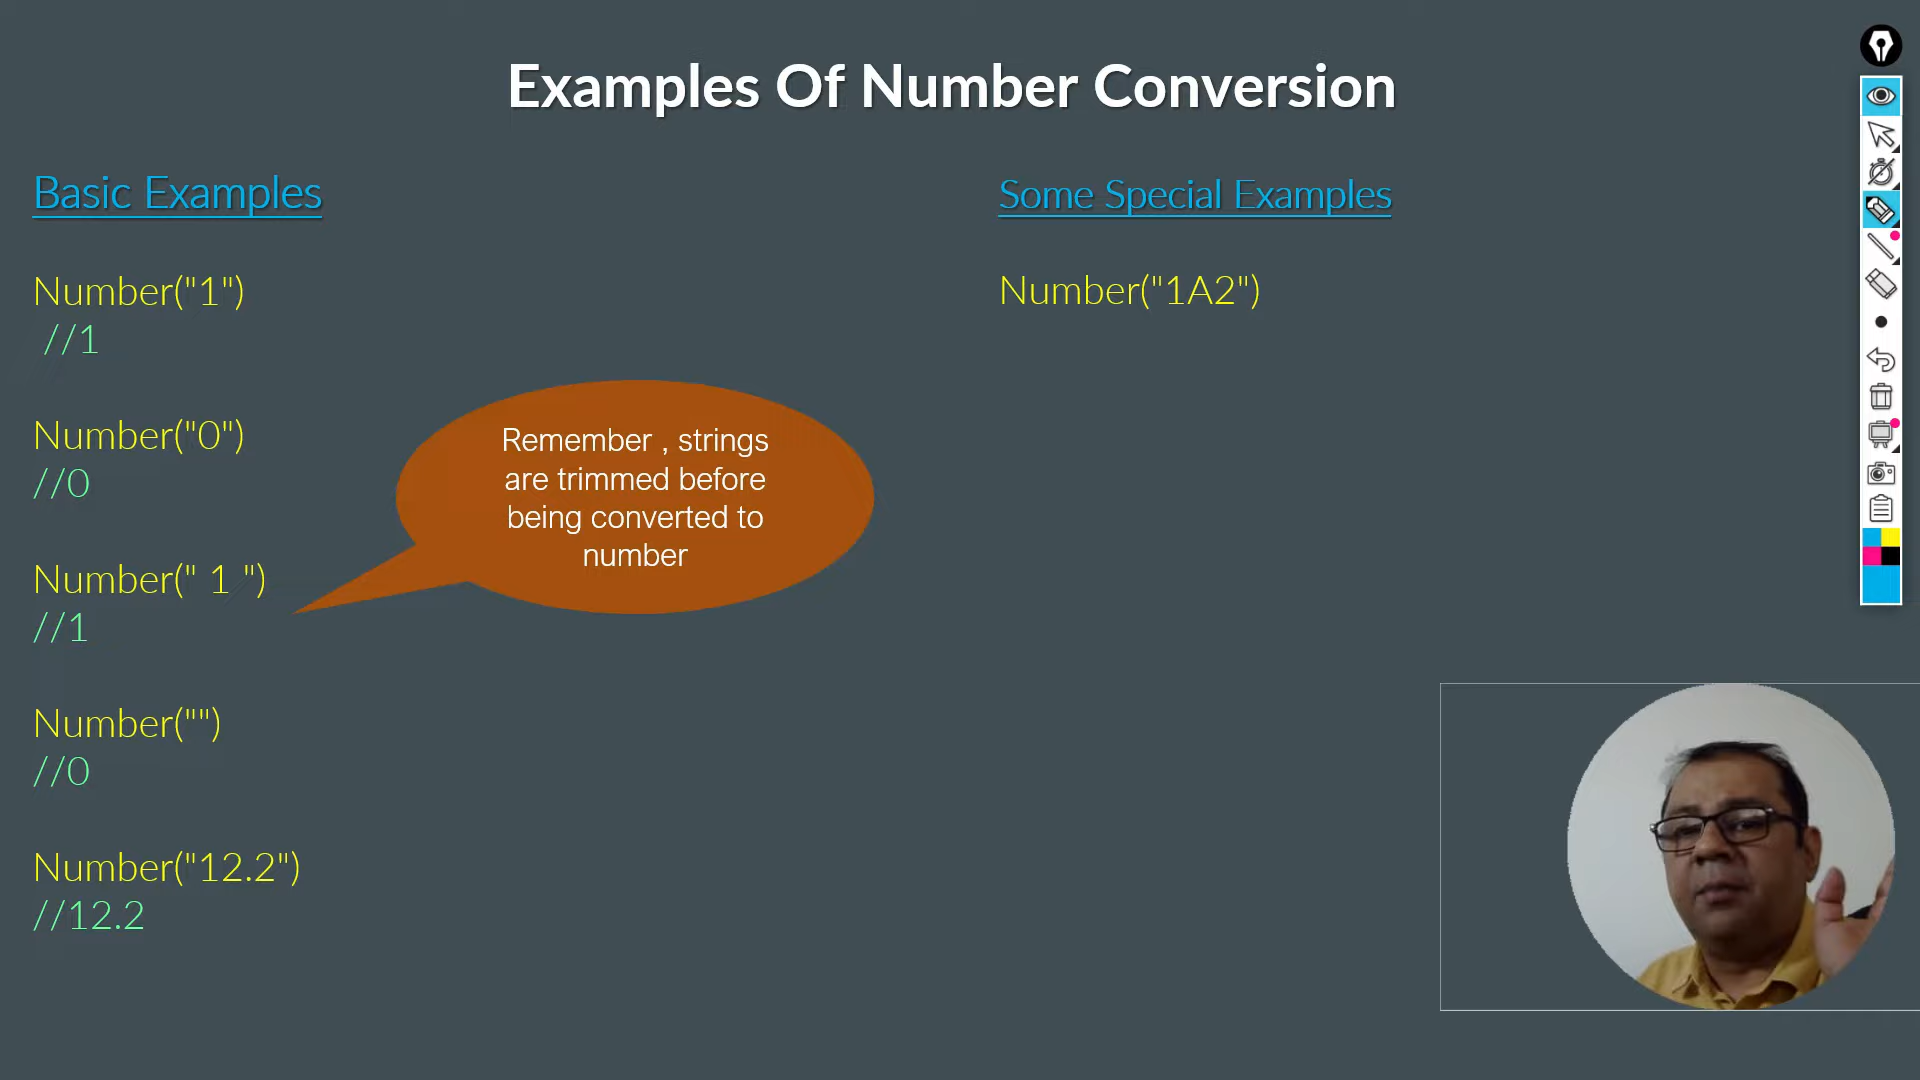 Examples Of Number Conversion
Basic Examples
Number("1")
//1
Number("0")
//0
Number(" 1 ")
//1
Number("")
//0
Number("12.2")
//12.2
Remember , strings
are trimmed before
being converted to
number
Some Special Examples
Number("1A2")